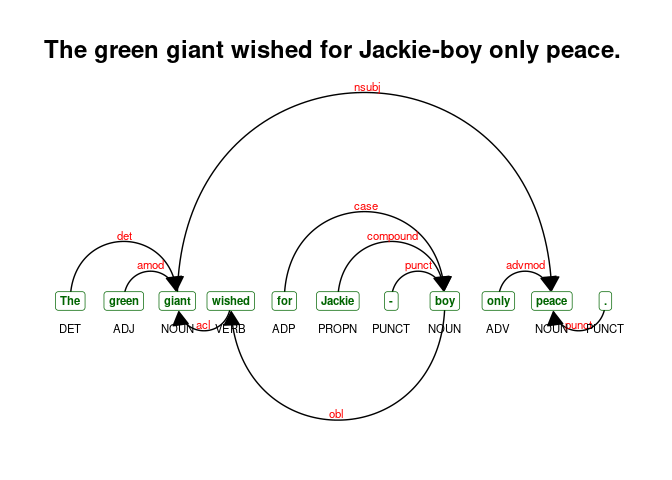 The green giant wished for Jackie-boy only peace.
nsubj
case
det
compound
amod
punct
advmod
The green giant wished for Jackie - boy only peace .
acl
punct
DET ADJ NOUN VERB ADP PROPN PUNCT NOUN ADV NOUN PUNCT
obl